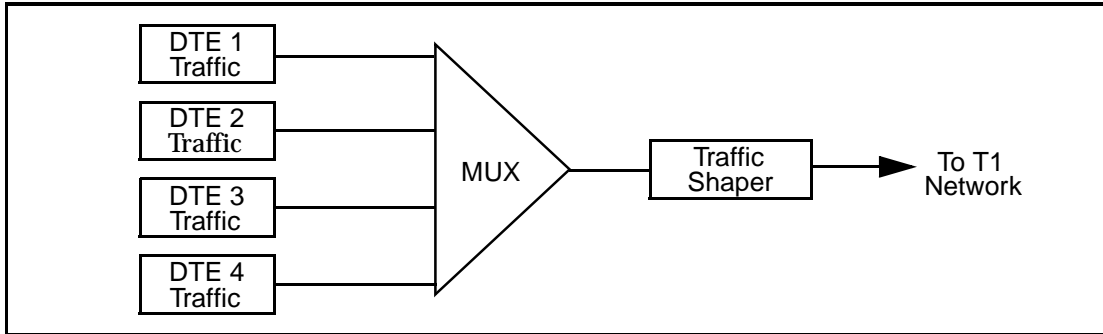 DTE 1
Traffic
DTE 2
Traffic
DTE 3
Traffic
DTE 4
Traffic
MUX
Traffic
Shaper
To T1
Network